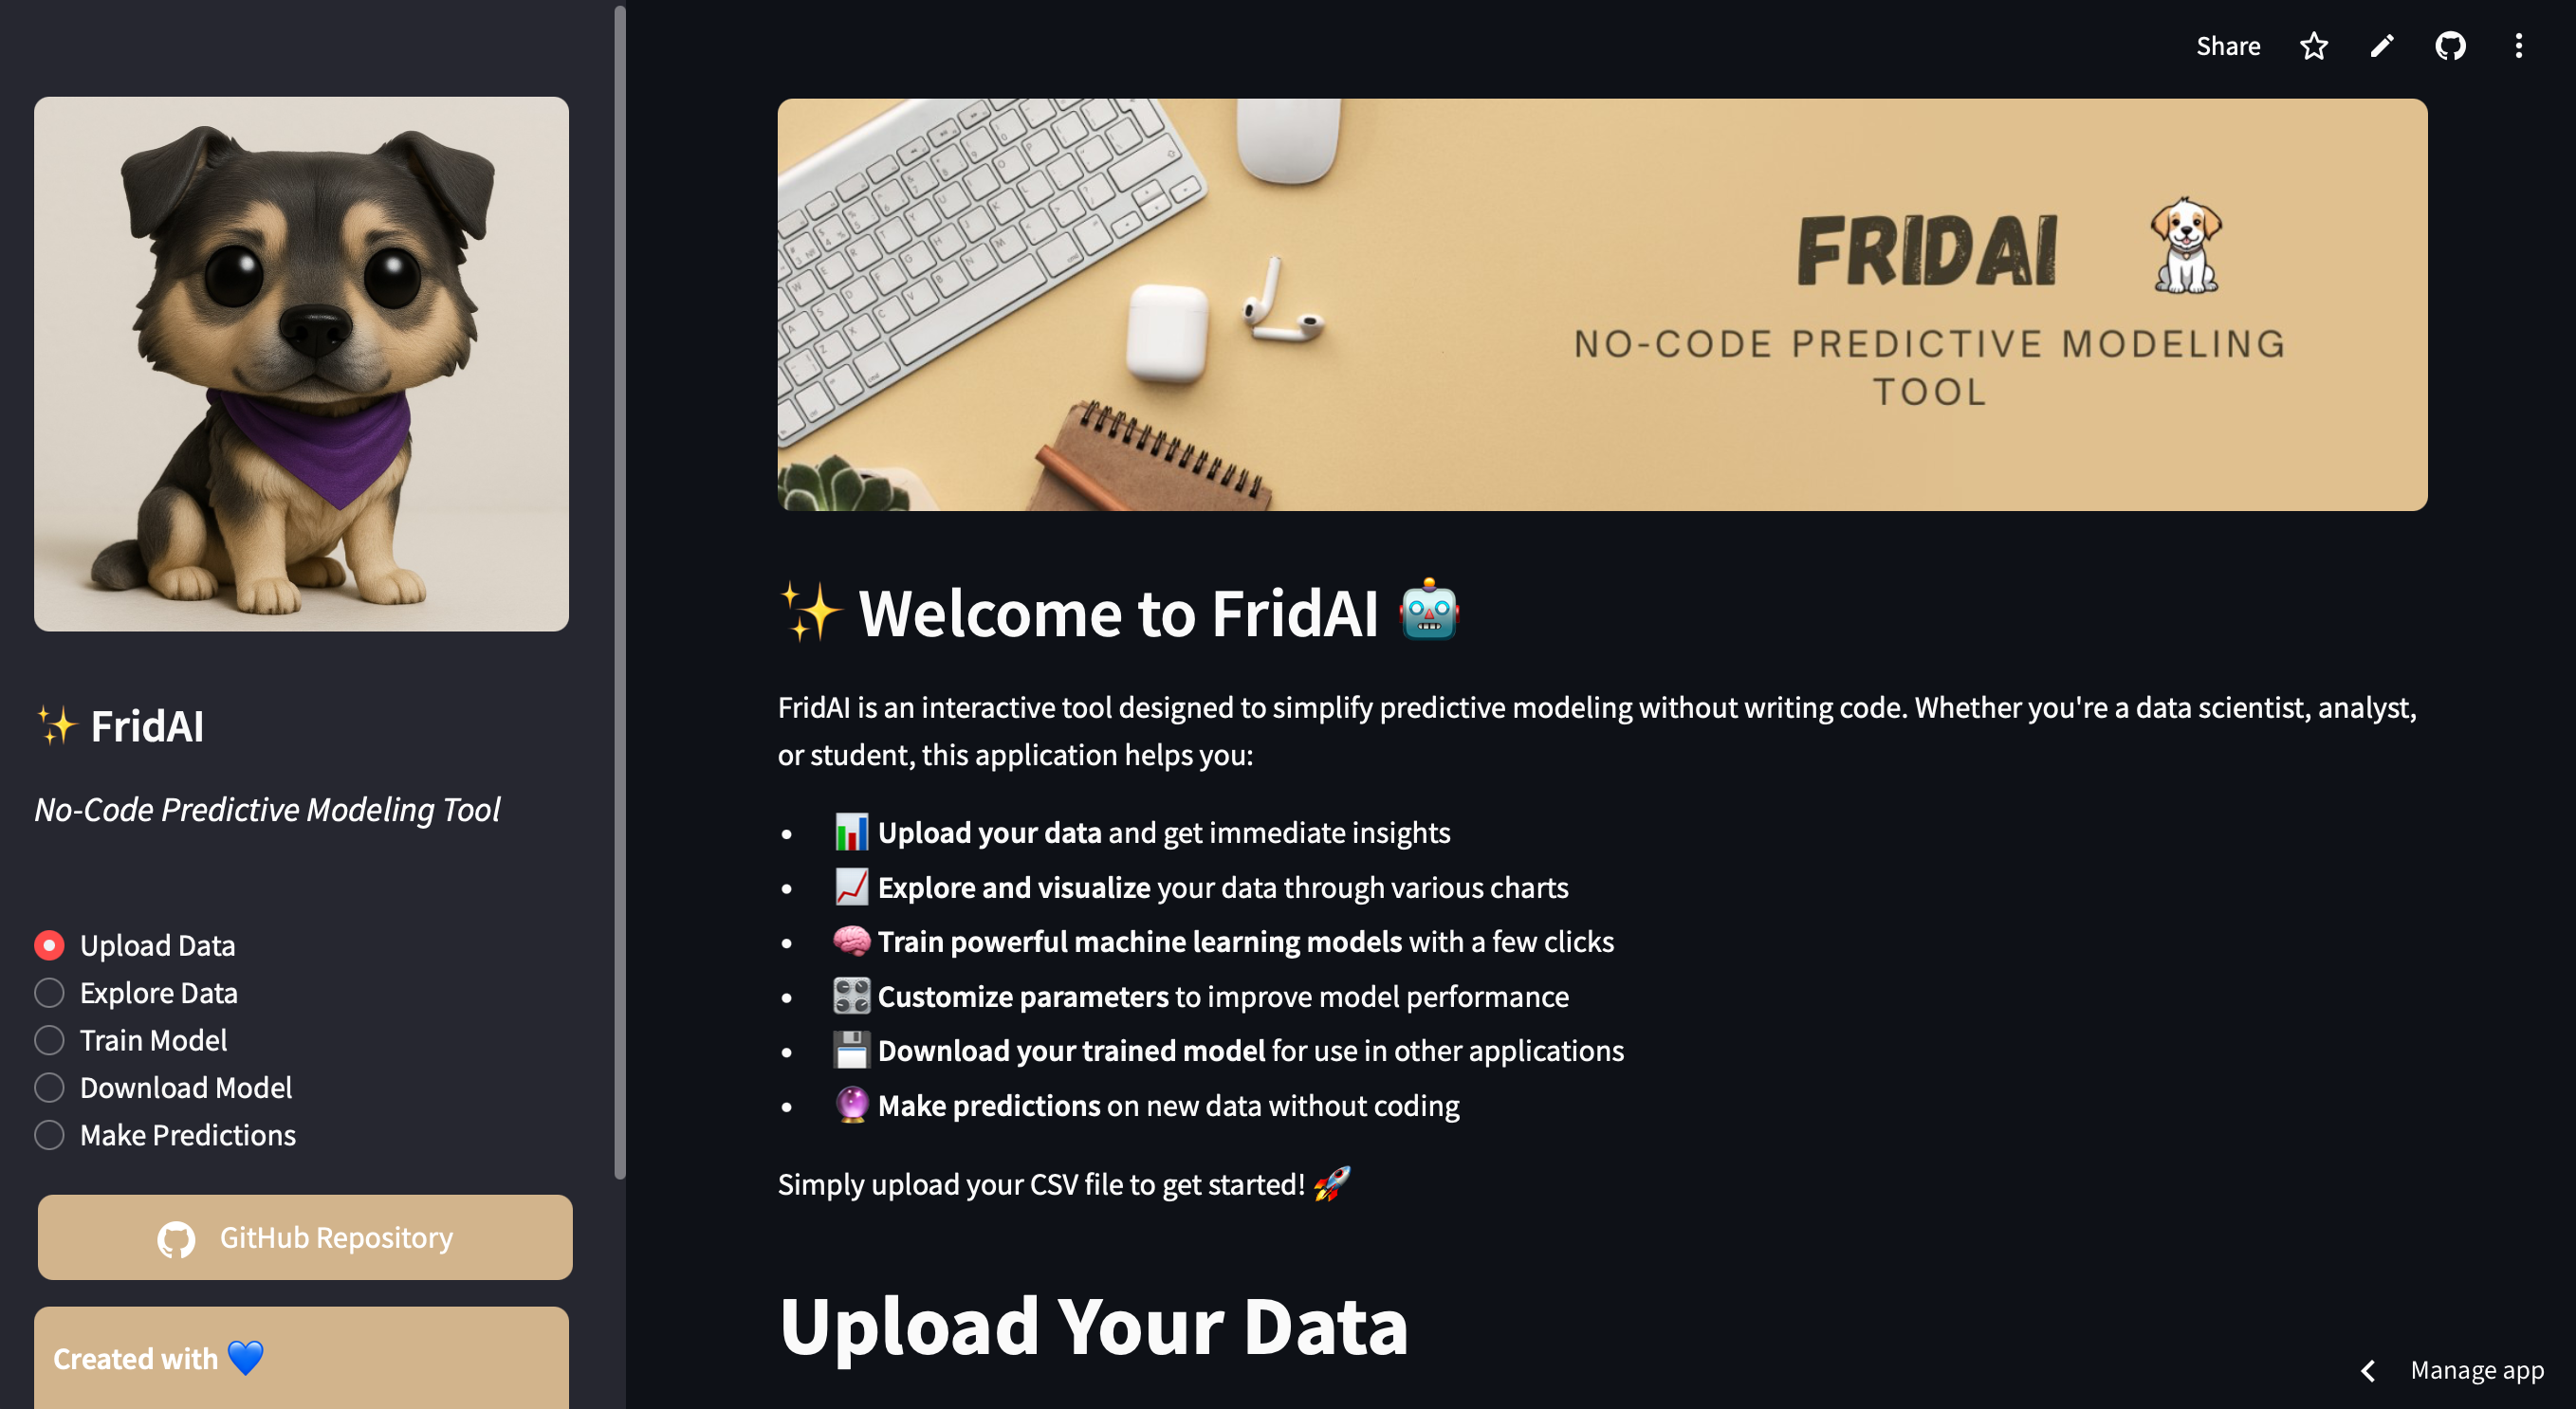 Share
FRIDAI
NO-CODE PREDICTIVE MODELING
TOOL
✨ FridAI
No-Code Predictive Modeling Tool
Upload Data
Explore Data
Train Model
Download Model
Make Predictions
GitHub Repository
Created with 💙
✨ Welcome to FridAI 🤖
FridAI is an interactive tool designed to simplify predictive modeling without writing code. Whether you're a data scientist, analyst,
or student, this application helps you:
• 📊 Upload your data and get immediate insights
• 📈 Explore and visualize your data through various charts
• 🧠 Train powerful machine learning models with a few clicks
• 🎛️ Customize parameters to improve model performance
• 💾 Download your trained model for use in other applications
• 🔮 Make predictions on new data without coding
Simply upload your CSV file to get started! 🚀
Upload Your Data
Manage app